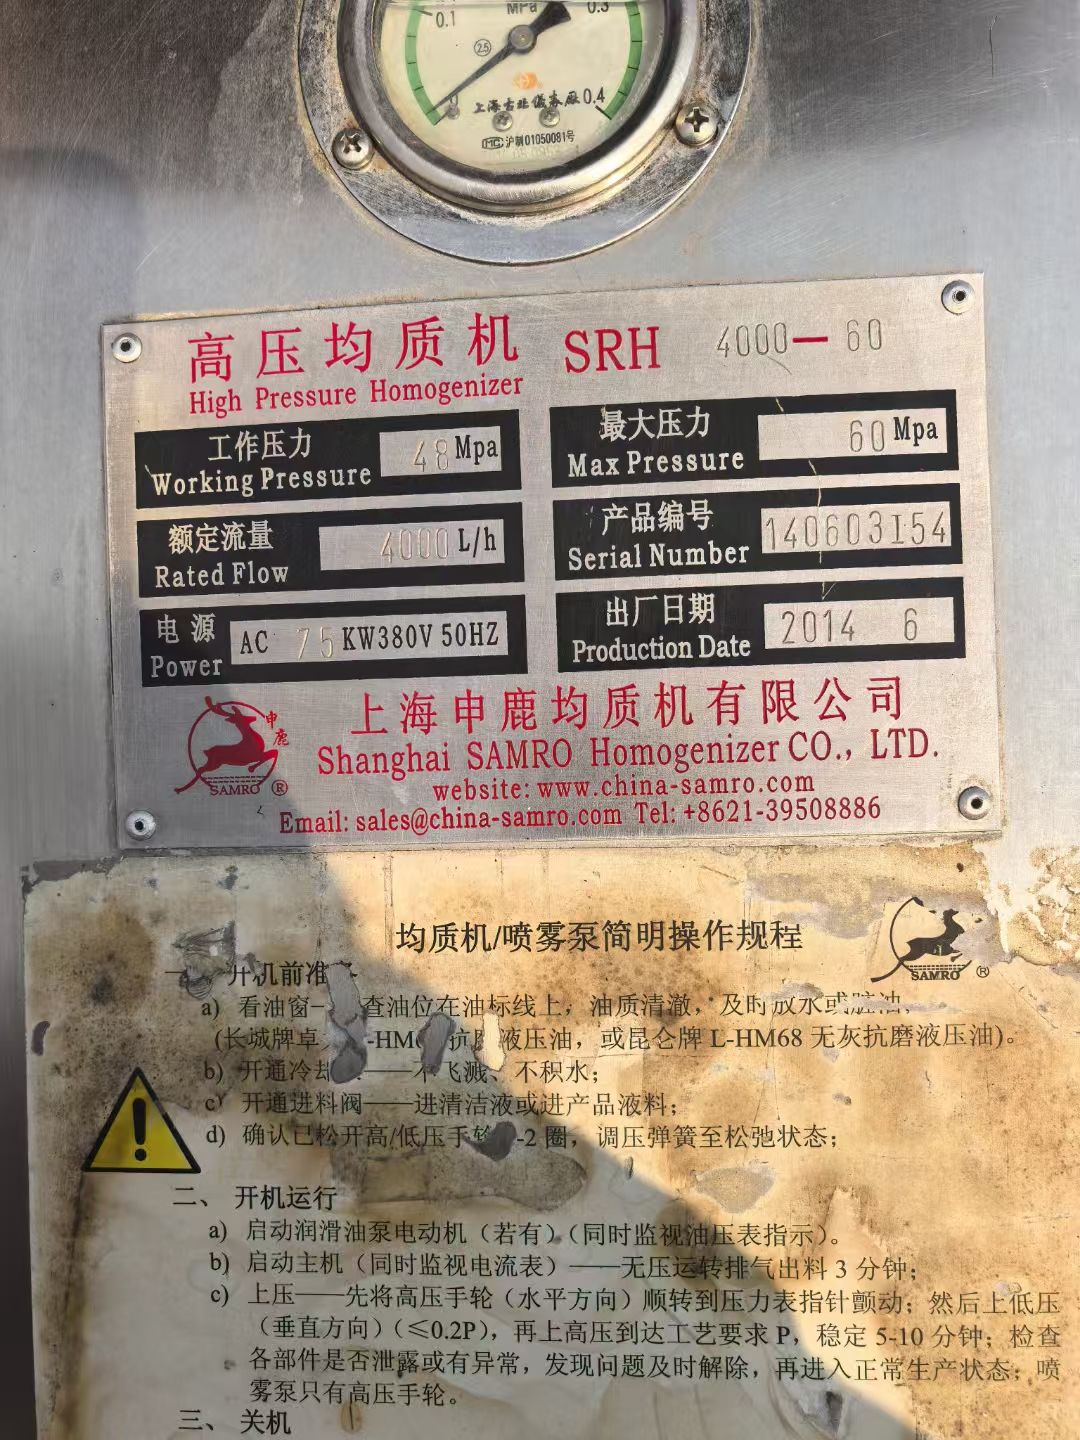 0.1 MPa 0.3
2.5
0 0.4
上海吉北仪表厂
MC 沪制01050081号
高压均质机 SRH 4000-60
High Pressure Homogenizer
工作压力 48 Mpa 最大压力 60 Mpa
Working Pressure Max Pressure
额定流量 4000 L/h 产品编号 140603I54
Rated Flow Serial Number
电源 AC 75 KW380V 50HZ 出厂日期 2014 6
Power Production Date
申鹿
SAMRO ®
上海申鹿均质机有限公司
Shanghai SAMRO Homogenizer CO., LTD.
website: www.china-samro.com
Email: sales@china-samro.com Tel: +8621-39508886
均质机/喷雾泵简明操作规程
SAMRO ®
一、开机前准
a) 看油窗一 查油位在油标线上，油质清澈，及时放水或脏油，
(长城牌卓 -HM 抗 液压油，或昆仑牌 L-HM68 无灰抗磨液压油)。
b) 开通冷却 ——不飞溅、不积水；
c) 开通进料阀——进清洁液或进产品液料；
d) 确认已松开高/低压手轮 -2 圈，调压弹簧至松弛状态；
二、 开机运行
a) 启动润滑油泵电动机（若有）（同时监视油压表指示）。
b) 启动主机（同时监视电流表）——无压运转排气出料 3 分钟；
c) 上压——先将高压手轮（水平方向）顺转到压力表指针颤动；然后上低压
（垂直方向）（≤0.2P），再上高压到达工艺要求 P，稳定 5-10 分钟；检查
各部件是否泄露或有异常，发现问题及时解除，再进入正常生产状态；喷
雾泵只有高压手轮。
三、 关机